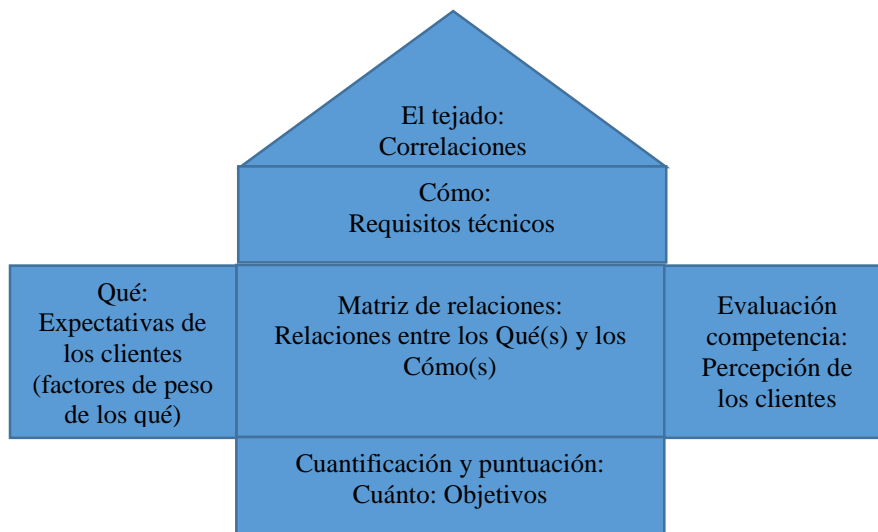 El tejado:
Correlaciones
Cómo:
Requisitos técnicos
Qué:
Expectativas de
los clientes
(factores de peso
de los qué)
Matriz de relaciones:
Relaciones entre los Qué(s) y los
Cómo(s)
Evaluación
competencia:
Percepción de
los clientes
Cuantificación y puntuación:
Cuánto: Objetivos